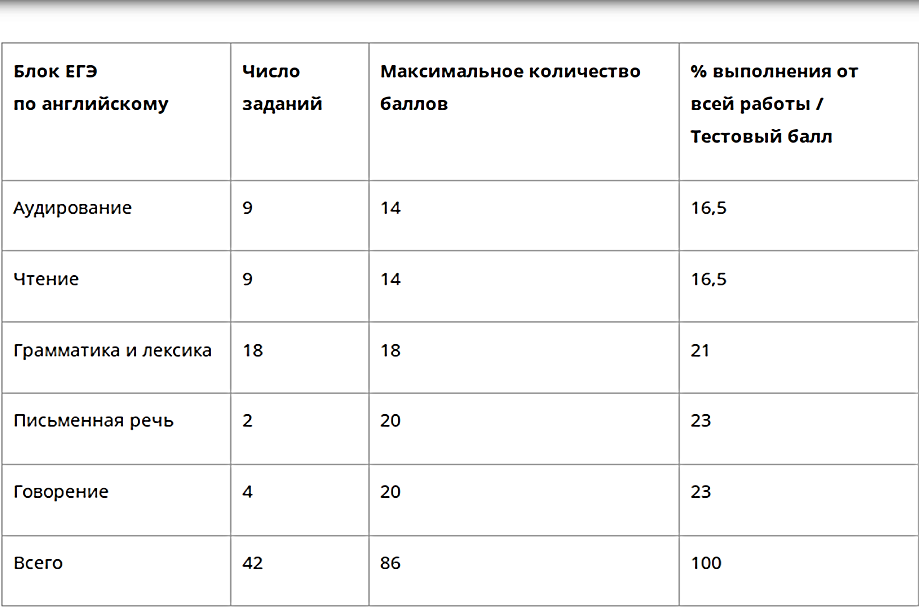 Блок ЕГЭ
по английскому
Число
заданий
Максимальное количество
баллов
% выполнения от
всей работы /
Тестовый балл
Аудирование 9 14 16,5
Чтение 9 14 16,5
Грамматика и лексика 18 18 21
Письменная речь 2 20 23
Говорение 4 20 23
Всего 42 86 100